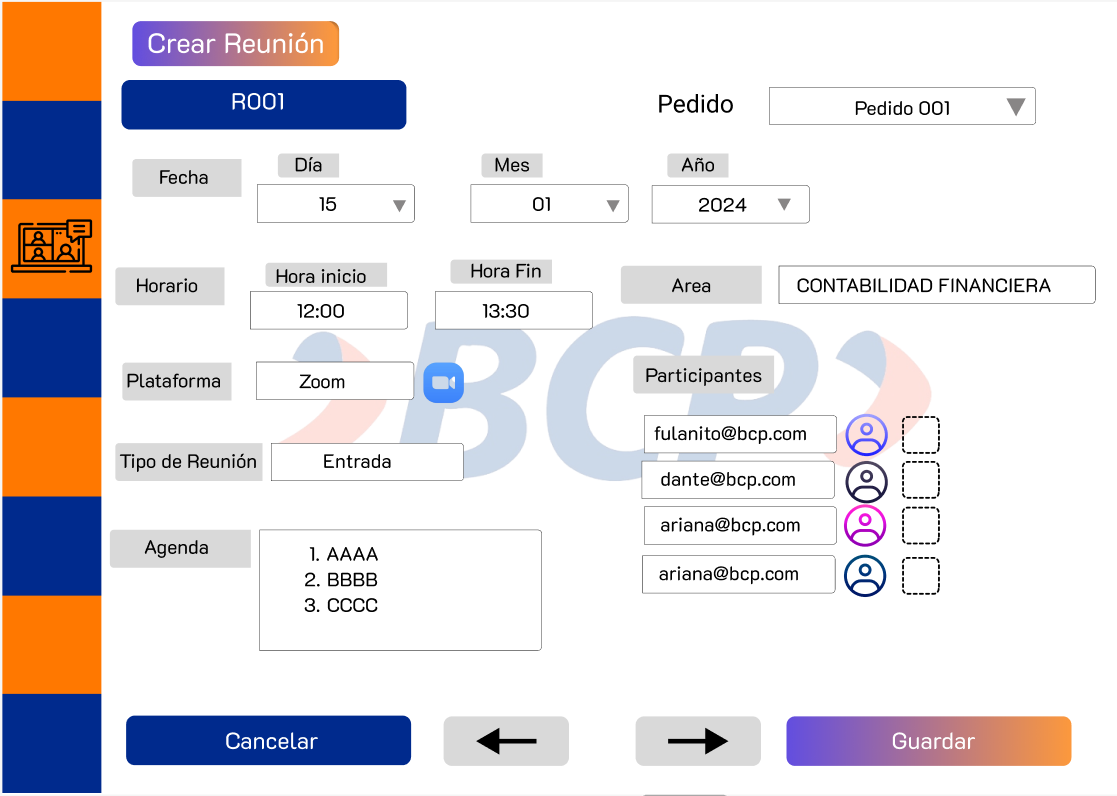 Crear Reunión
R001
Pedido
Pedido 001
Fecha
Día
15
Mes
01
Año
2024
Horario
Hora inicio
12:00
Hora Fin
13:30
Area
CONTABILIDAD FINANCIERA
BCP
Plataforma
Zoom
Participantes
fulanito@bcp.com
Tipo de Reunión
Entrada
dante@bcp.com
ariana@bcp.com
Agenda
1. AAAA
2. BBBB
3. CCCC
ariana@bcp.com
Cancelar
Guardar